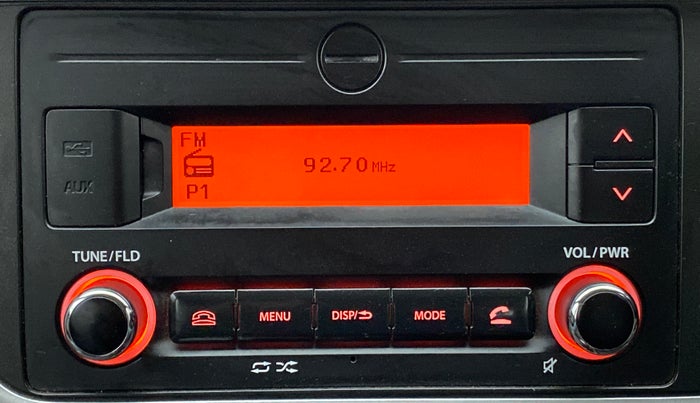 FM
92.70 MHz
P1
AUX
TUNE/FLD
VOL/PWR
MENU
DISP/
MODE